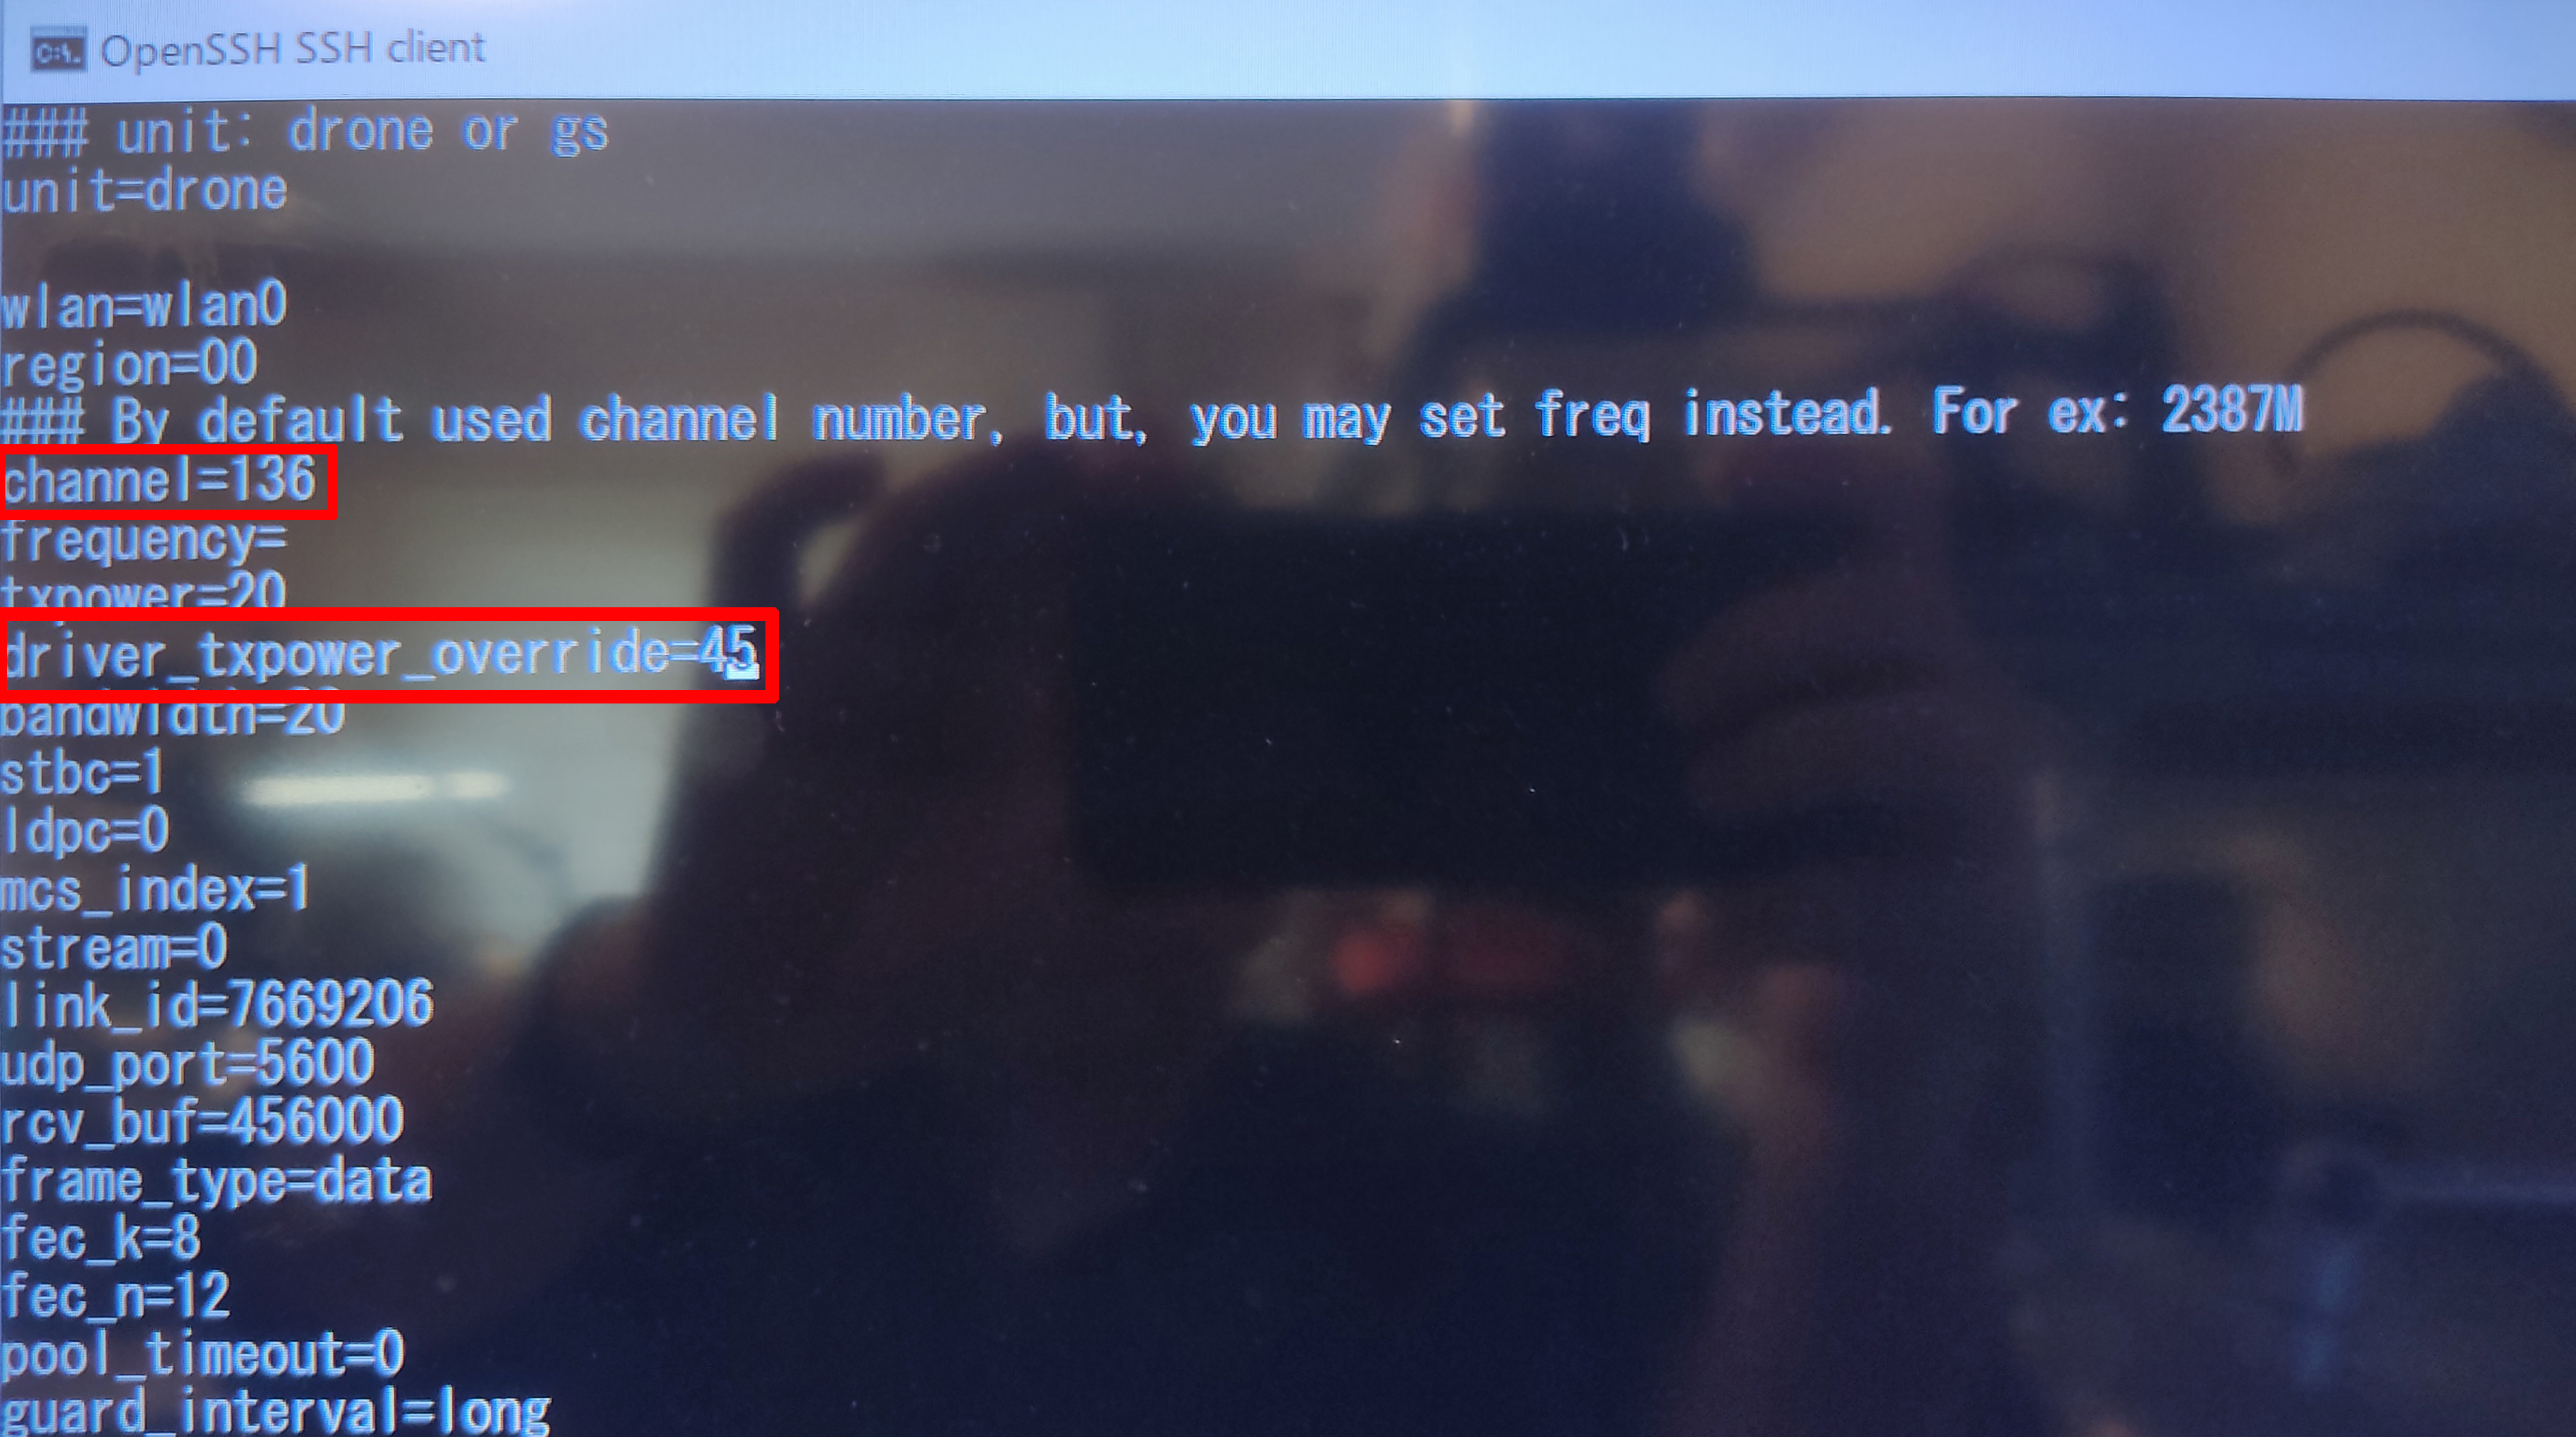 C:\. OpenSSH SSH client
### unit: drone or gs
unit=drone
wlan=wlan0
region=00
### By default used channel number, but, you may set freq instead. For ex: 2387M
channel=136
frequency=
txpower=20
driver_txpower_override=45
bandwidth=20
stbc=1
ldpc=0
mcs_index=1
stream=0
link_id=7669206
udp_port=5600
rcv_buf=456000
frame_type=data
fec_k=8
fec_n=12
pool_timeout=0
guard_interval=long